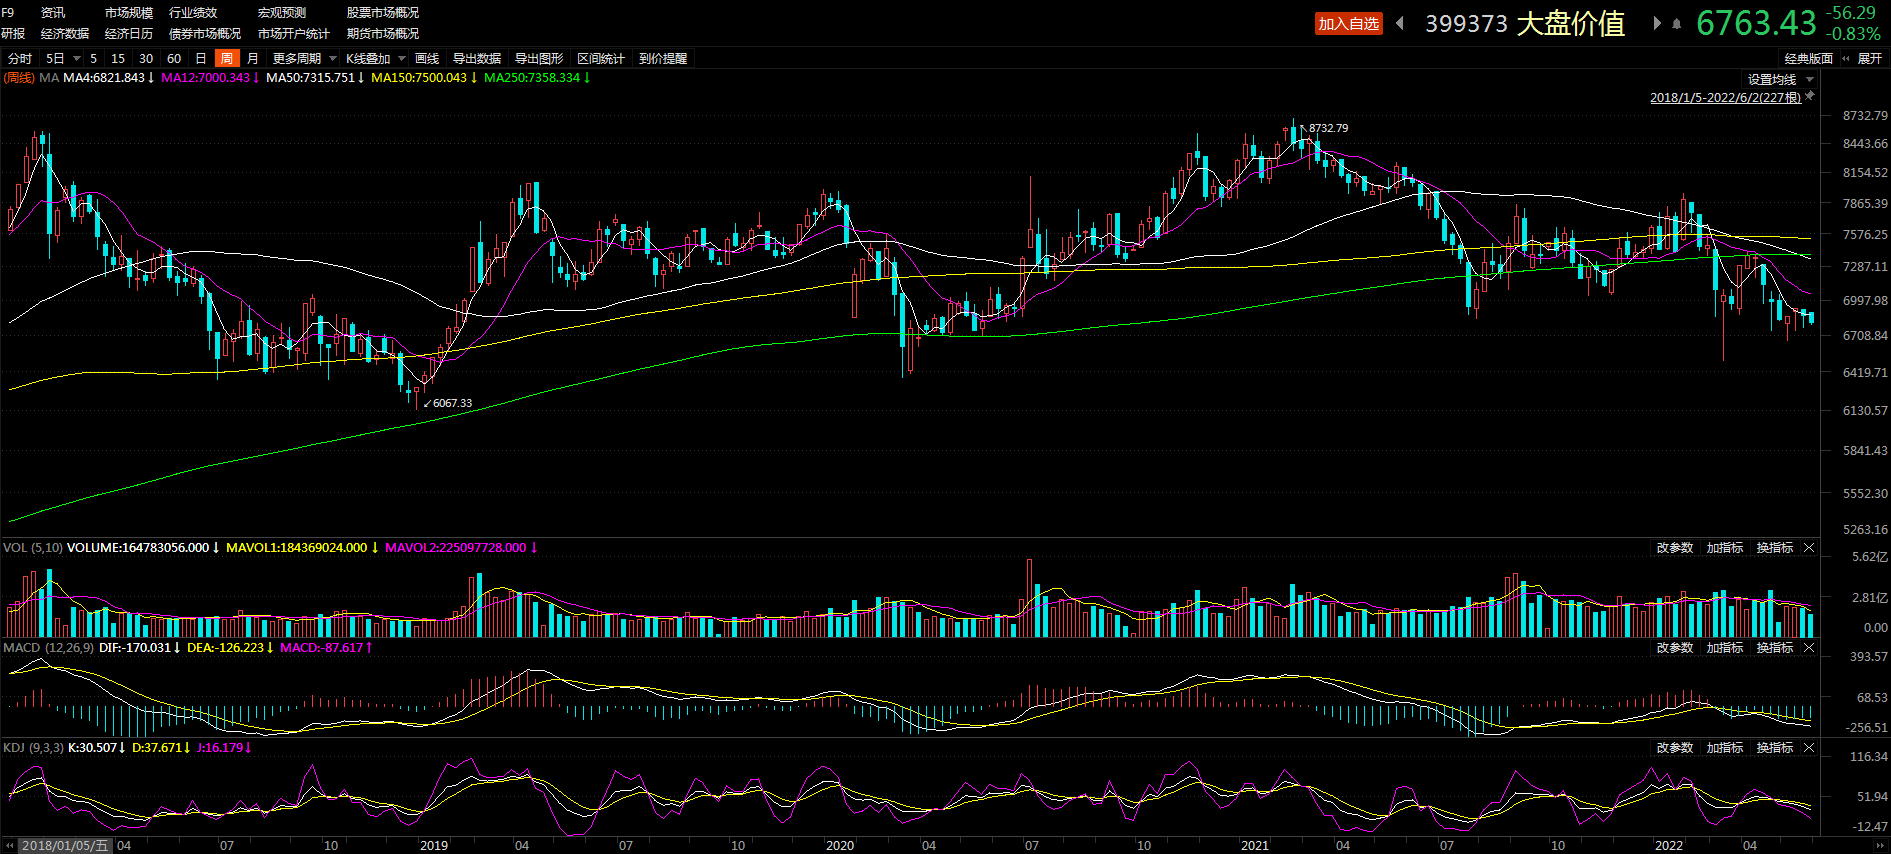 F9 资讯 市场规模 行业绩效 宏观预测 股票市场概况
研报 经济数据 经济日历 债券市场概况 市场开户统计 期货市场概况
加入自选 399373 大盘价值 6763.43 -56.29 -0.83%
分时 5日 5 15 30 60 日 周 月 更多周期 K线叠加 画线 导出数据 导出图形 区间统计 到价提醒 经典版面 展开
(周线) MA MA4:6821.843↓ MA12:7000.343↓ MA50:7315.751↓ MA150:7500.043↓ MA250:7358.334↓ 设置均线
2018/1/5-2022/6/2(227根)
8732.79
8732.79
8443.66
8154.52
7865.39
7576.25
7287.11
6997.98
6708.84
6419.71
6067.33
6130.57
5841.43
5552.30
5263.16
VOL (5,10) VOLUME:164783056.000↓ MAVOL1:184369024.000↓ MAVOL2:225097728.000↓ 改参数 加指标 换指标
5.62亿
2.81亿
0.00
MACD (12,26,9) DIF:-170.031↓ DEA:-126.223↓ MACD:-87.617↑ 改参数 加指标 换指标
393.57
68.53
-256.51
KDJ (9,3,3) K:30.507↓ D:37.671↓ J:16.179↓ 改参数 加指标 换指标
116.34
51.94
-12.47
2018/01/05/五 04 07 10 2019 04 07 10 2020 04 07 10 2021 04 07 10 2022 04